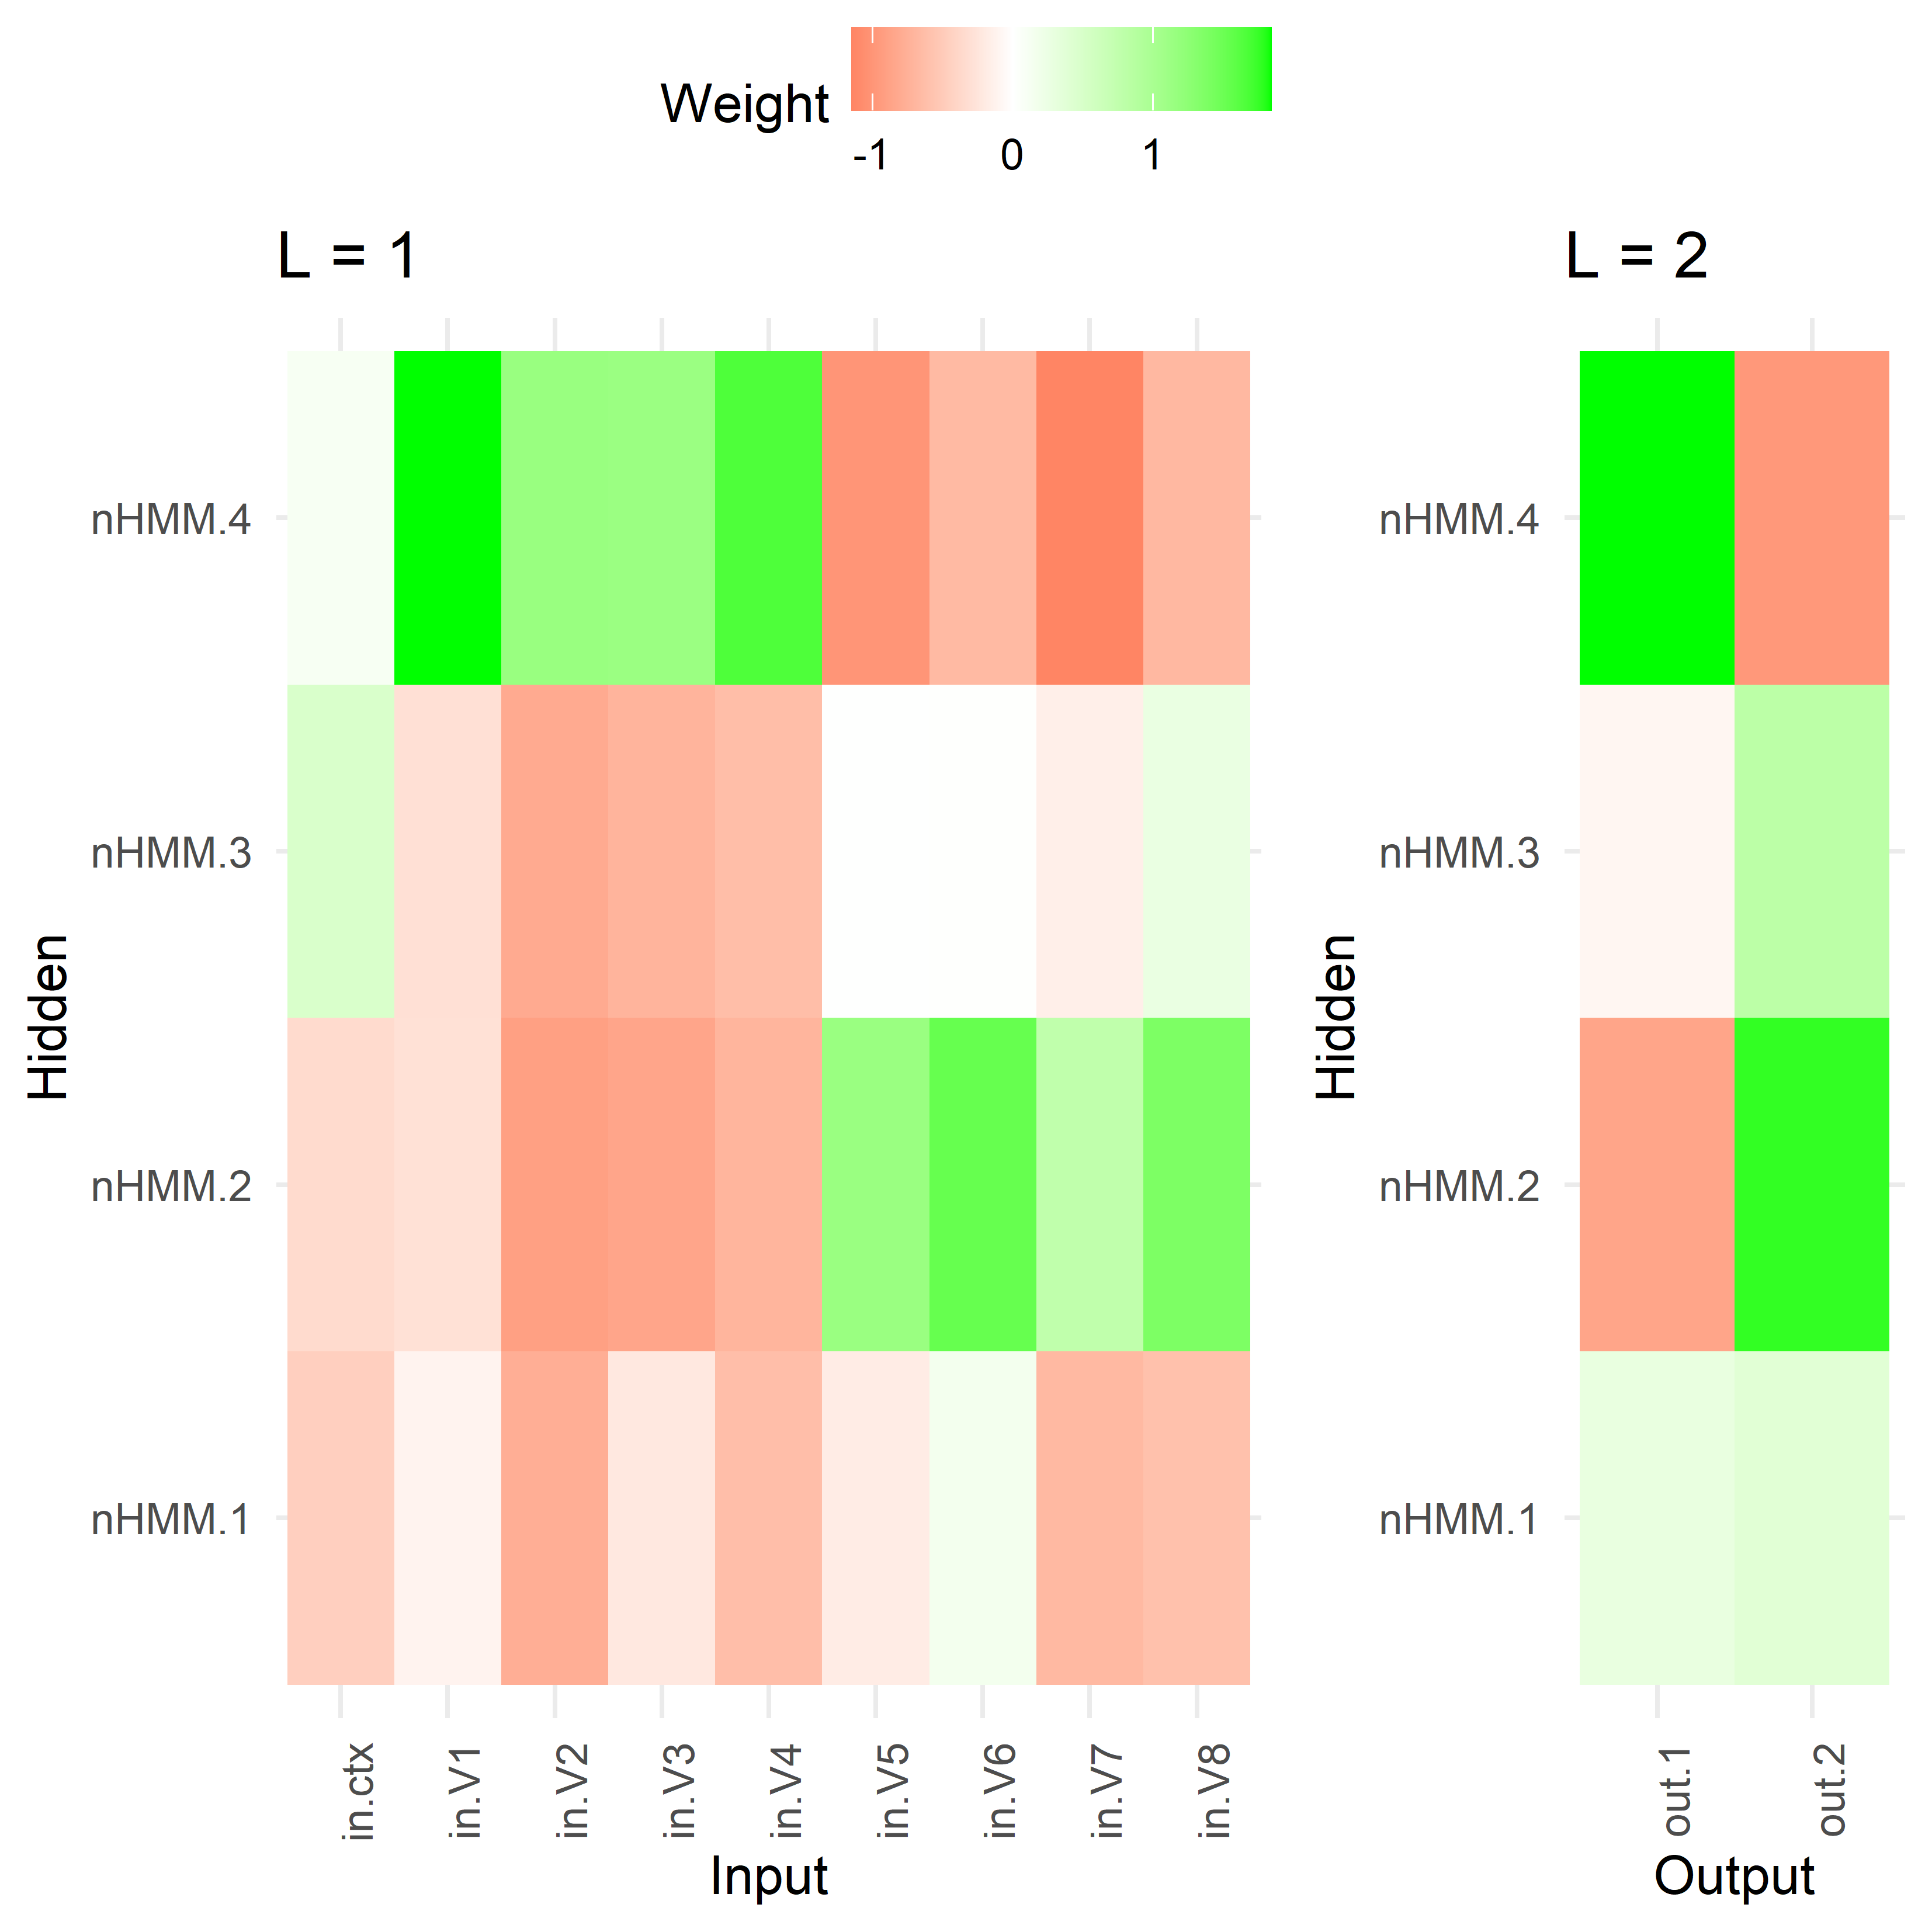 Weight
-1 0 1
L = 1
L = 2
nHMM.4
nHMM.3
nHMM.2
nHMM.1
Hidden
in.ctx in.V1 in.V2 in.V3 in.V4 in.V5 in.V6 in.V7 in.V8
Input
nHMM.4
nHMM.3
nHMM.2
nHMM.1
Hidden
out.1 out.2
Output